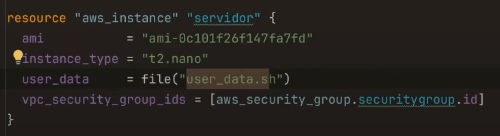 resource "aws_instance" "servidor" {
ami = "ami-0c101f26f147fa7fd"
instance_type = "t2.nano"
user_data = file("user_data.sh")
vpc_security_group_ids = [aws_security_group.securitygroup.id]
}